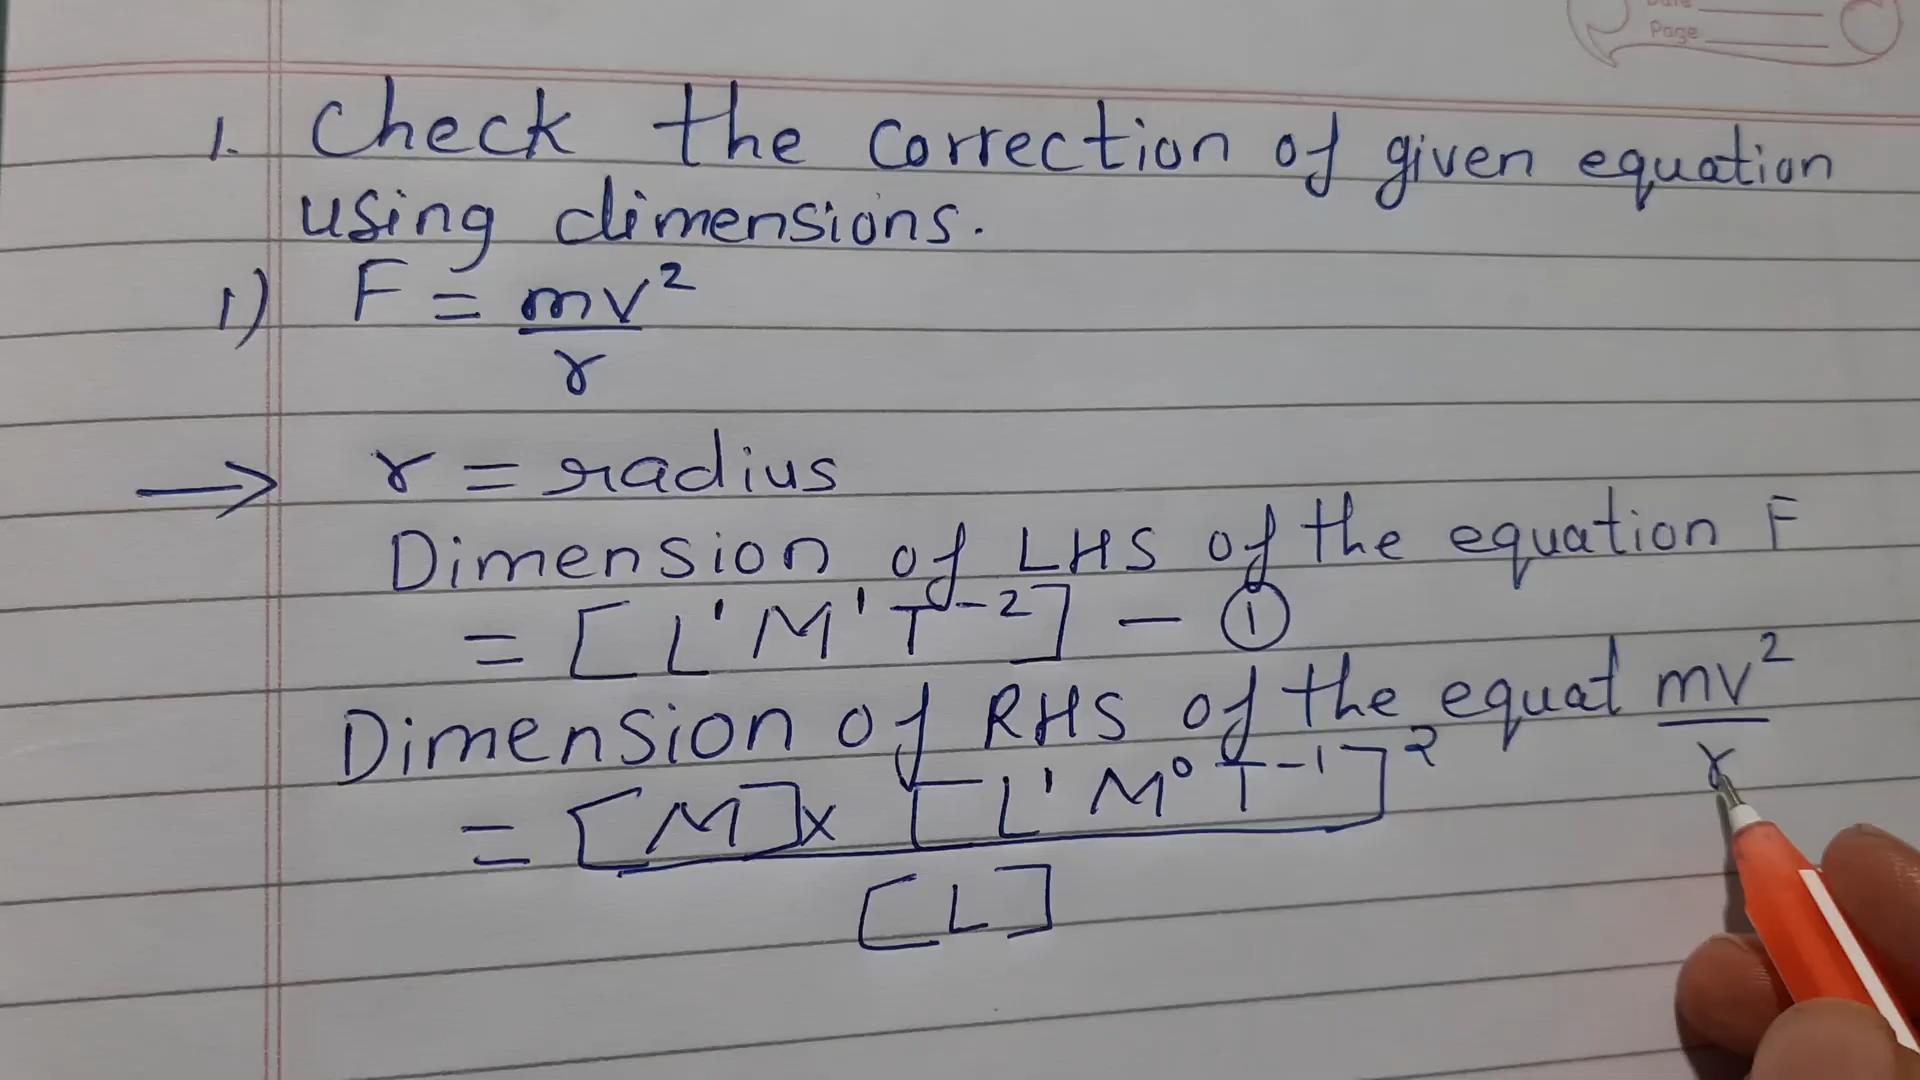 Date
Page
1. Check the correction of given equation
using dimensions.
1) F = mv²
r
→ r = radius
Dimension of LHS of the equation F
= [L¹M¹T⁻²] — ①
Dimension of RHS of the equat mv²
r
= [M]x [L¹M⁰T⁻¹]²
[L]